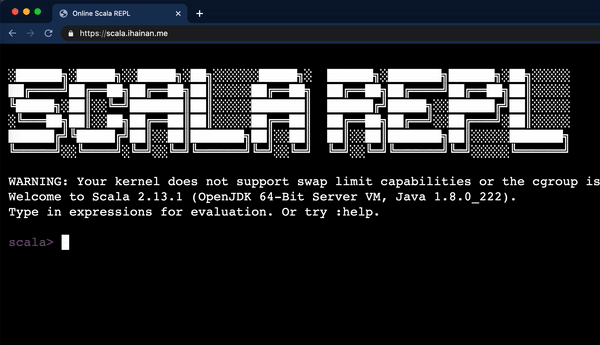 Online Scala REPL
https://scala.ihainan.me
SCALA REPL
WARNING: Your kernel does not support swap limit capabilities or the cgroup is
Welcome to Scala 2.13.1 (OpenJDK 64-Bit Server VM, Java 1.8.0_222).
Type in expressions for evaluation. Or try :help.
scala>